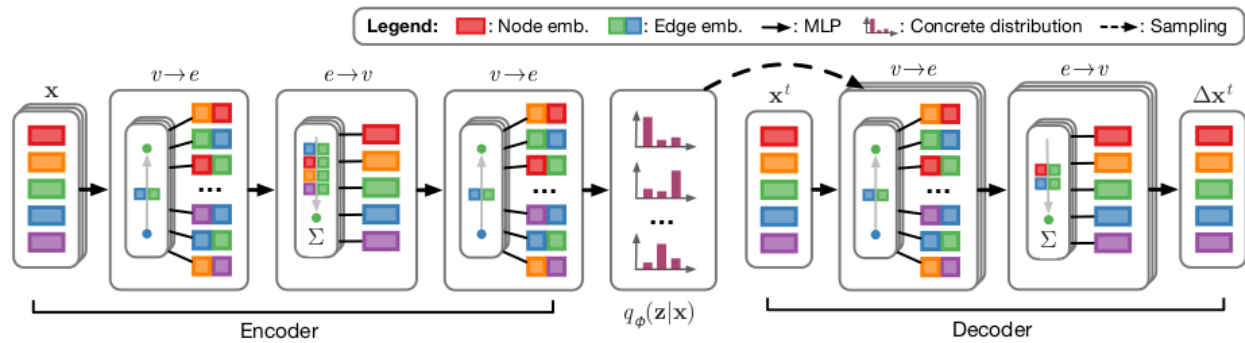 Legend: : Node emb. : Edge emb. : MLP : Concrete distribution : Sampling
v→e e→v v→e v→e e→v
x x^t Δx^t
...
Σ Σ
q_ϕ(z|x)
Encoder Decoder